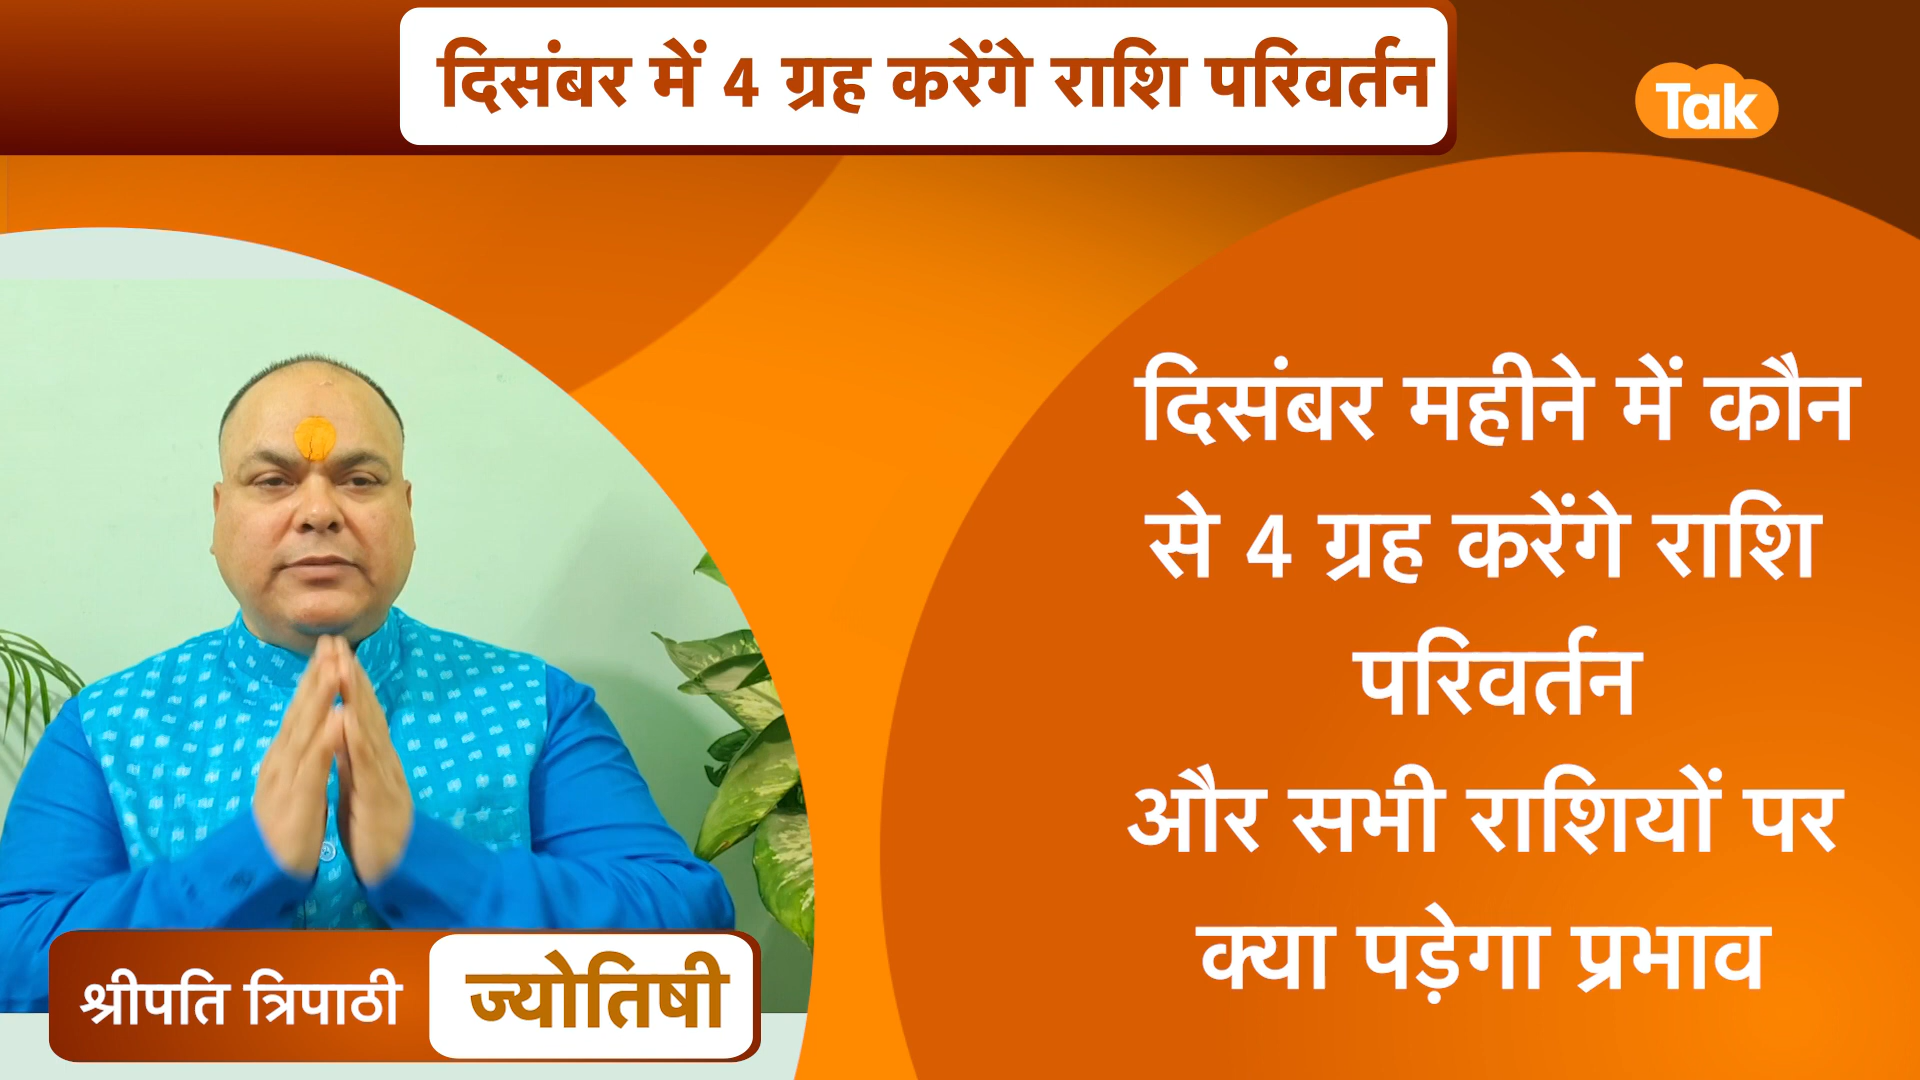 दिसंबर में 4 ग्रह करेंगे राशि परिवर्तन
Tak
दिसंबर महीने में कौन
से 4 ग्रह करेंगे राशि
परिवर्तन
और सभी राशियों पर
क्या पड़ेगा प्रभाव
श्रीपति त्रिपाठी
ज्योतिषी